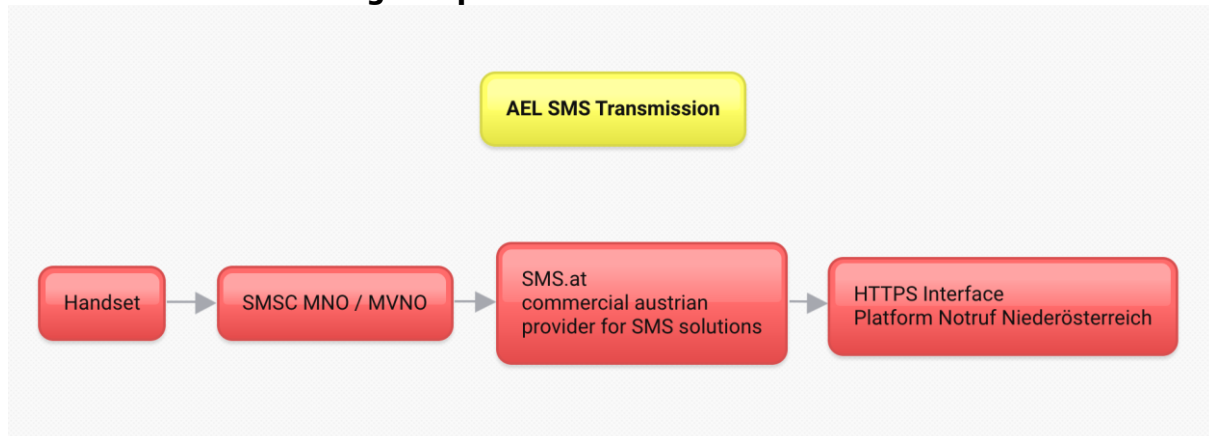 AEL SMS Transmission
Handset
SMSC MNO / MVNO
SMS.at
commercial austrian
provider for SMS solutions
HTTPS Interface
Platform Notruf Niederösterreich